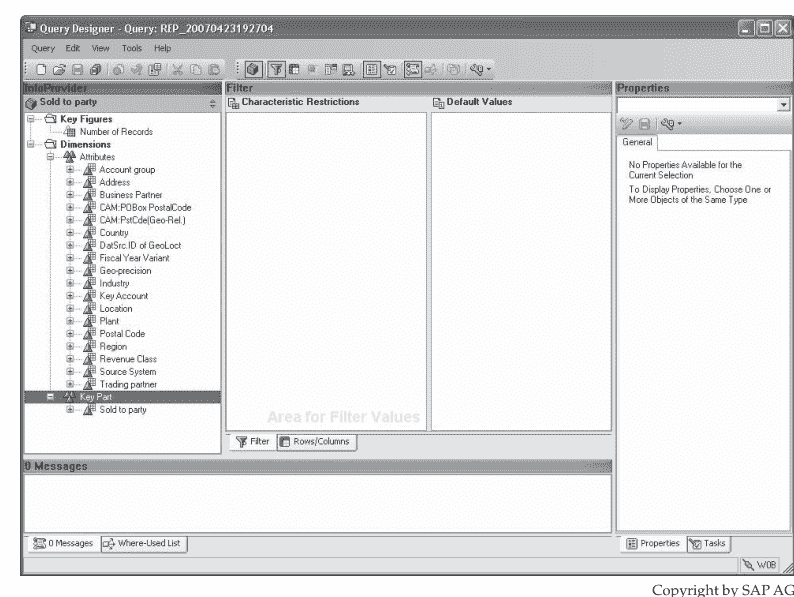 Query Designer - Query: REP_20070423192704
Query Edit View Tools Help
InfoProvider
Sold to party
Key Figures
Number of Records
Dimensions
Attributes
Account group
Address
Business Partner
CAM:POBox PostalCode
CAM:PstCde(Geo-Rel.)
Country
DatSrc.ID of GeoLoct
Fiscal Year Variant
Geo-precision
Industry
Key Account
Location
Plant
Postal Code
Region
Revenue Class
Source System
Trading partner
Key Part
Sold to party
Filter
Characteristic Restrictions
Default Values
Area for Filter Values
Filter Rows/Columns
Properties
General
No Properties Available for the
Current Selection
To Display Properties, Choose One or
More Objects of the Same Type
0 Messages
0 Messages Where-Used List
Properties Tasks
W0B
Copyright by SAP AG